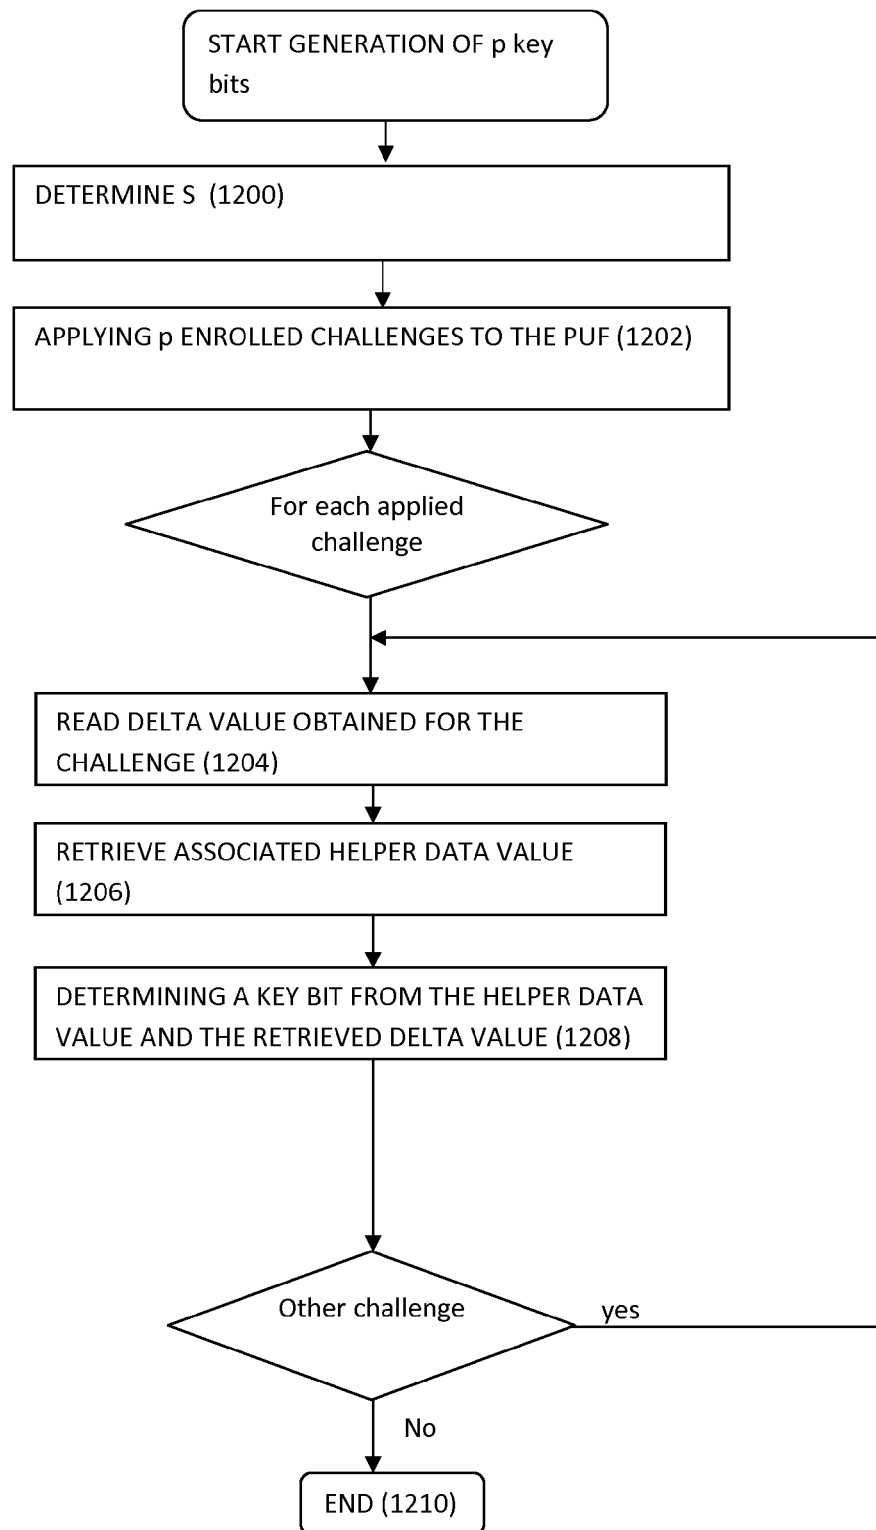 START GENERATION OF p key
bits
DETERMINE S (1200)
APPLYING p ENROLLED CHALLENGES TO THE PUF (1202)
For each applied
challenge
READ DELTA VALUE OBTAINED FOR THE
CHALLENGE (1204)
RETRIEVE ASSOCIATED HELPER DATA VALUE
(1206)
DETERMINING A KEY BIT FROM THE HELPER DATA
VALUE AND THE RETRIEVED DELTA VALUE (1208)
Other challenge
yes
No
END (1210)